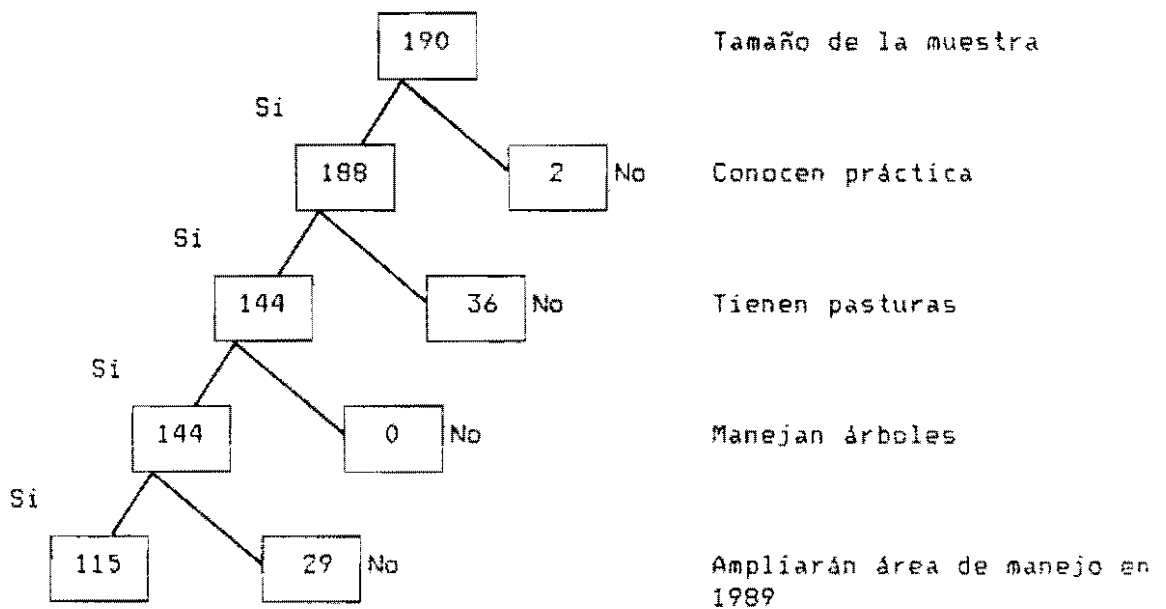 190 Tamaño de la muestra
Si
188 2 No Conocen práctica
Si
144 36 No Tienen pasturas
Si
144 0 No Manejan árboles
Si
115 29 No Ampliarán área de manejo en
1989